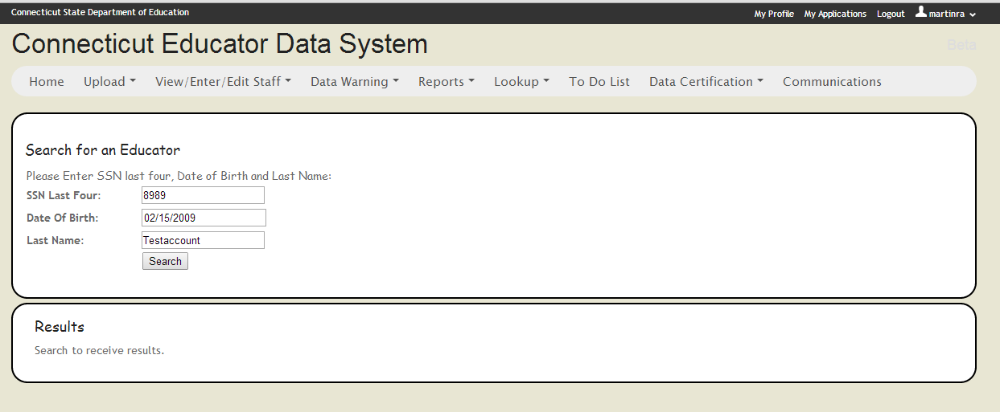 Connecticut State Department of Education
My Profile My Applications Logout martinra
Connecticut Educator Data System
Beta
Home Upload View/Enter/Edit Staff Data Warning Reports Lookup To Do List Data Certification Communications
Search for an Educator
Please Enter SSN last four, Date of Birth and Last Name:
SSN Last Four: 8989
Date Of Birth: 02/15/2009
Last Name: Testaccount
Search
Results
Search to receive results.